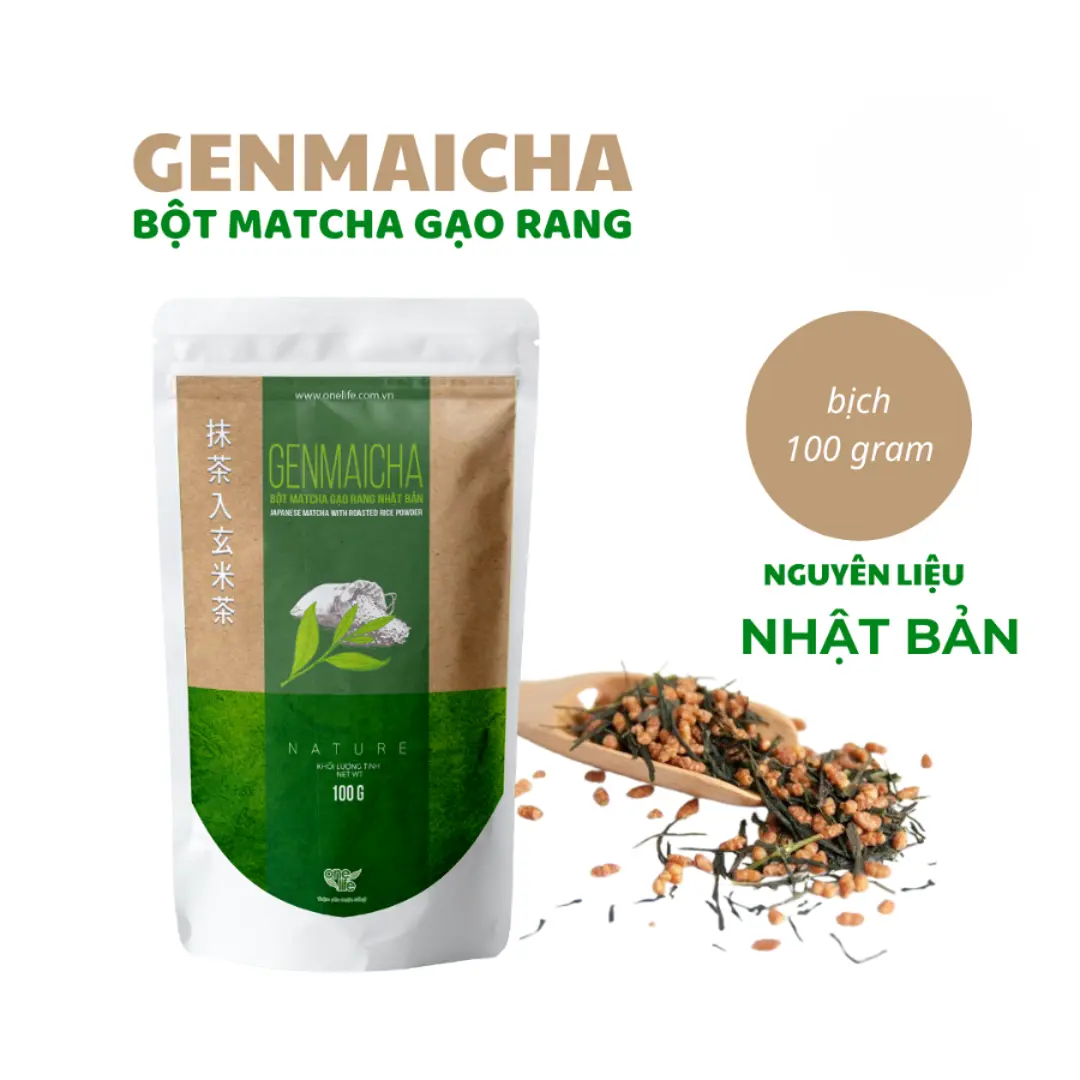 GENMAICHA
BỘT MATCHA GẠO RANG
www.onelife.com.vn
抹茶入玄米茶
GENMAICHA
BỘT MATCHA GẠO RANG NHẬT BẢN
JAPANESE MATCHA WITH ROASTED RICE POWDER
NATURE
KHỐI LƯỢNG TỊNH
NET WT
100 G
one
life
bịch
100 gram
NGUYÊN LIỆU
NHẬT BẢN